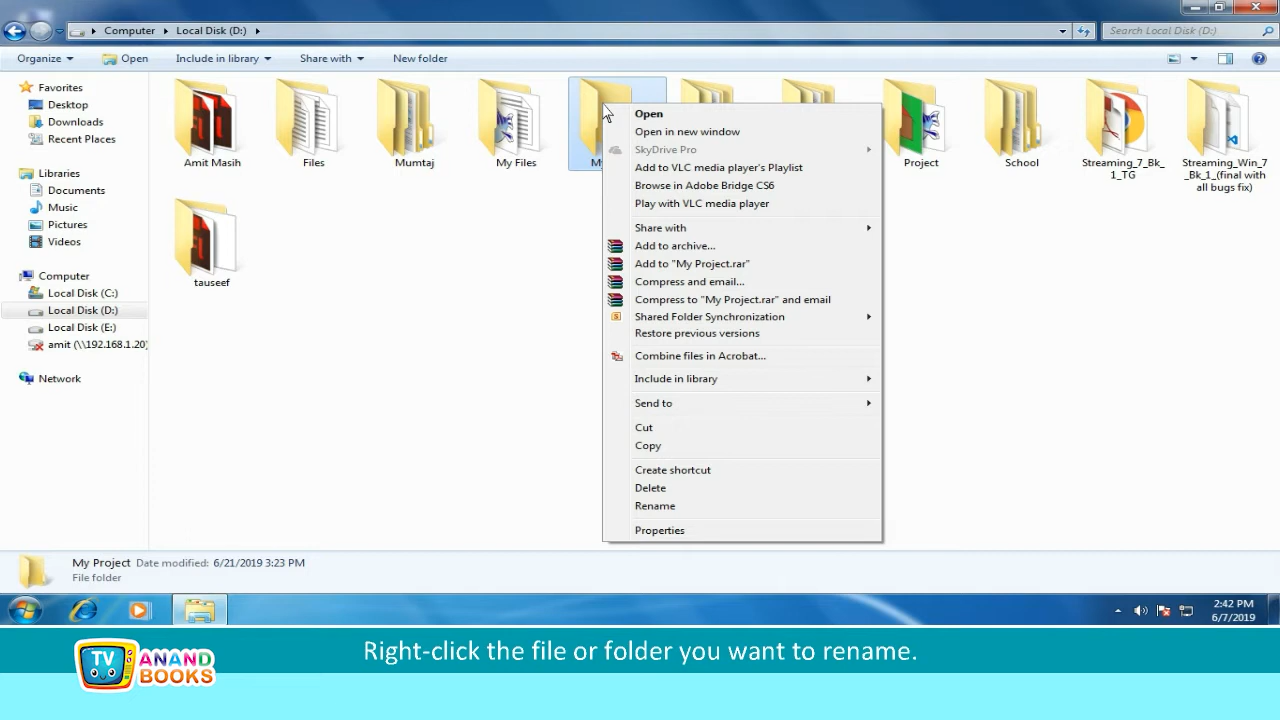 Computer Local Disk (D:) Search Local Disk (D:)
Organize Open Include in library Share with New folder
Favorites
Desktop
Downloads
Recent Places
Libraries
Documents
Music
Pictures
Videos
Computer
Local Disk (C:)
Local Disk (D:)
Local Disk (E:)
amit (\\192.168.1.20)
Network
Amit Masih Files Mumtaj My Files Project School Streaming_7_Bk_ Streaming_Win_7
1_TG _Bk_1_(final with
all bugs fix)
tauseef
Open
Open in new window
SkyDrive Pro
Add to VLC media player's Playlist
Browse in Adobe Bridge CS6
Play with VLC media player
Share with
Add to archive...
Add to "My Project.rar"
Compress and email...
Compress to "My Project.rar" and email
Shared Folder Synchronization
Restore previous versions
Combine files in Acrobat...
Include in library
Send to
Cut
Copy
Create shortcut
Delete
Rename
Properties
My Project Date modified: 6/21/2019 3:23 PM
File folder
2:42 PM
6/7/2019
Right-click the file or folder you want to rename.
TV ANAND
BOOKS